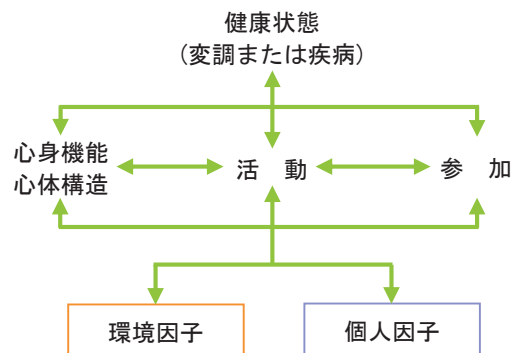 健康状態
(変調または疾病)
心身機能
心体構造
活　動
参　加
環境因子
個人因子